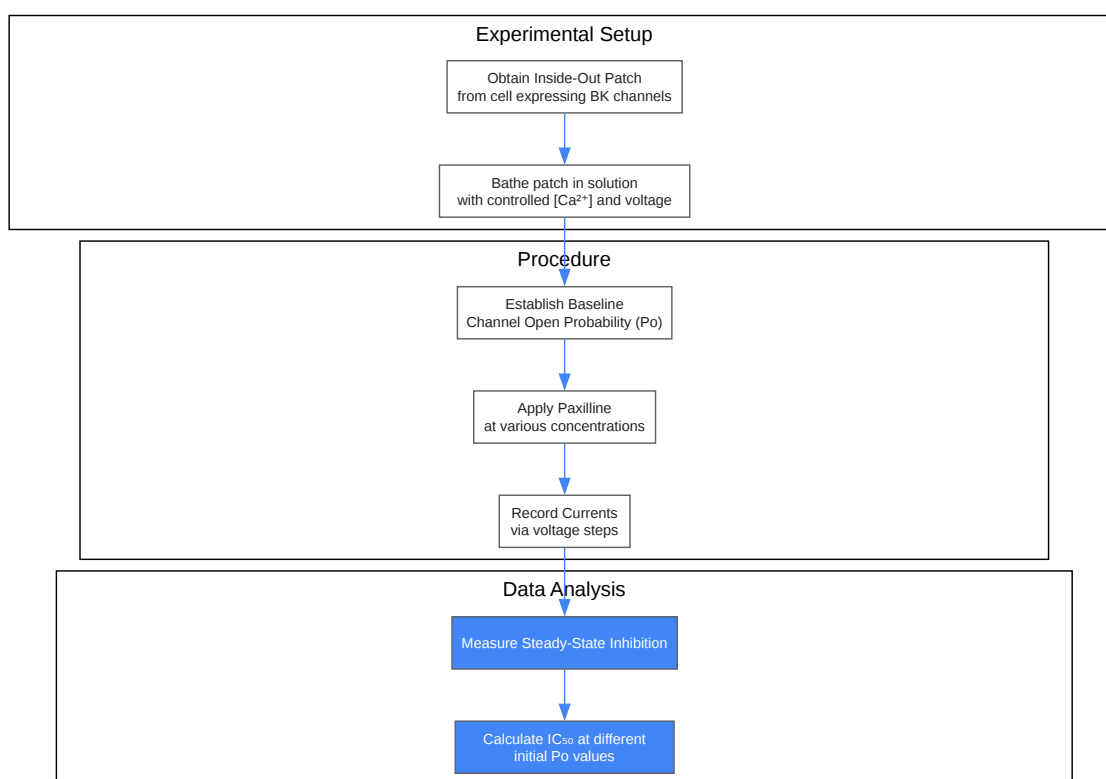 Experimental Setup
Obtain Inside-Out Patch
from cell expressing BK channels
Bathe patch in solution
with controlled [Ca²⁺] and voltage
Procedure
Establish Baseline
Channel Open Probability (Po)
Apply Paxilline
at various concentrations
Record Currents
via voltage steps
Data Analysis
Measure Steady-State Inhibition
Calculate IC₅₀ at different
initial Po values